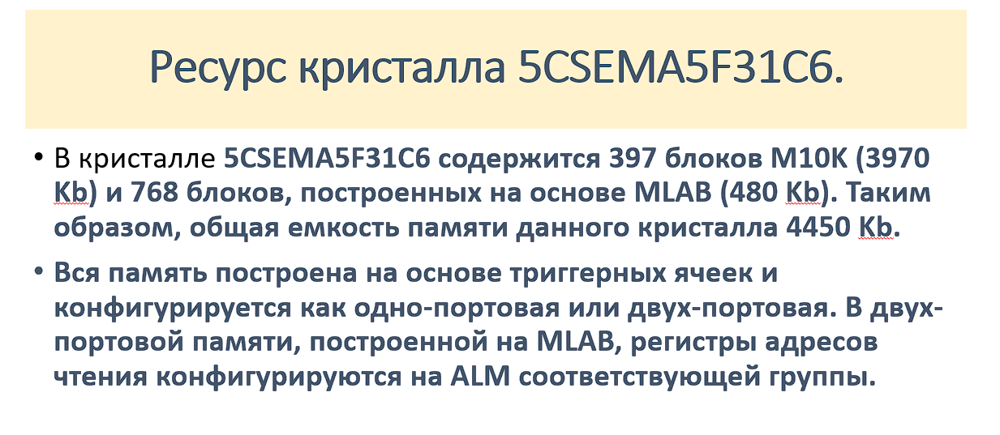 Ресурс кристалла 5CSEMA5F31C6.
• В кристалле 5CSEMA5F31C6 содержится 397 блоков M10K (3970
Kb) и 768 блоков, построенных на основе MLAB (480 Kb). Таким
образом, общая емкость памяти данного кристалла 4450 Kb.
• Вся память построена на основе триггерных ячеек и
конфигурируется как одно-портовая или двух-портовая. В двух-
портовой памяти, построенной на MLAB, регистры адресов
чтения конфигурируются на ALM соответствующей группы.